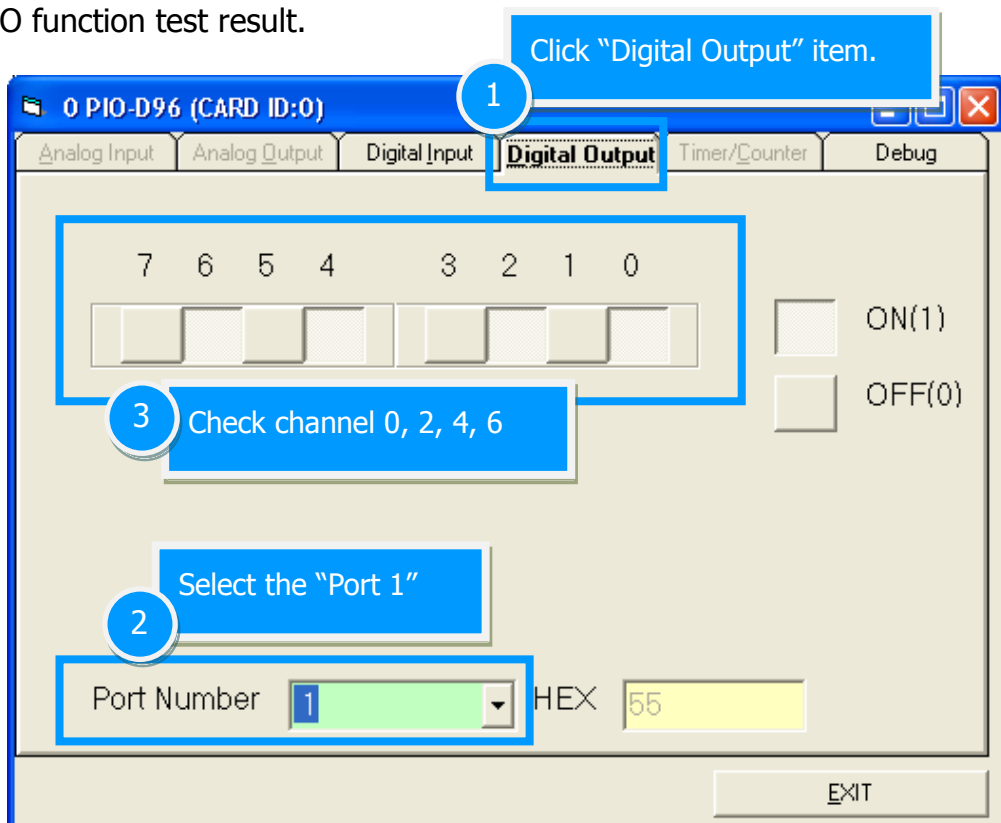 O function test result.
Click “Digital Output” item.
1
0 PIO-D96 (CARD ID:0)
Analog Input Analog Output Digital Input Digital Output Timer/Counter Debug
7 6 5 4 3 2 1 0
ON(1)
OFF(0)
3 Check channel 0, 2, 4, 6
Select the “Port 1”
2
Port Number 1 HEX 55
EXIT